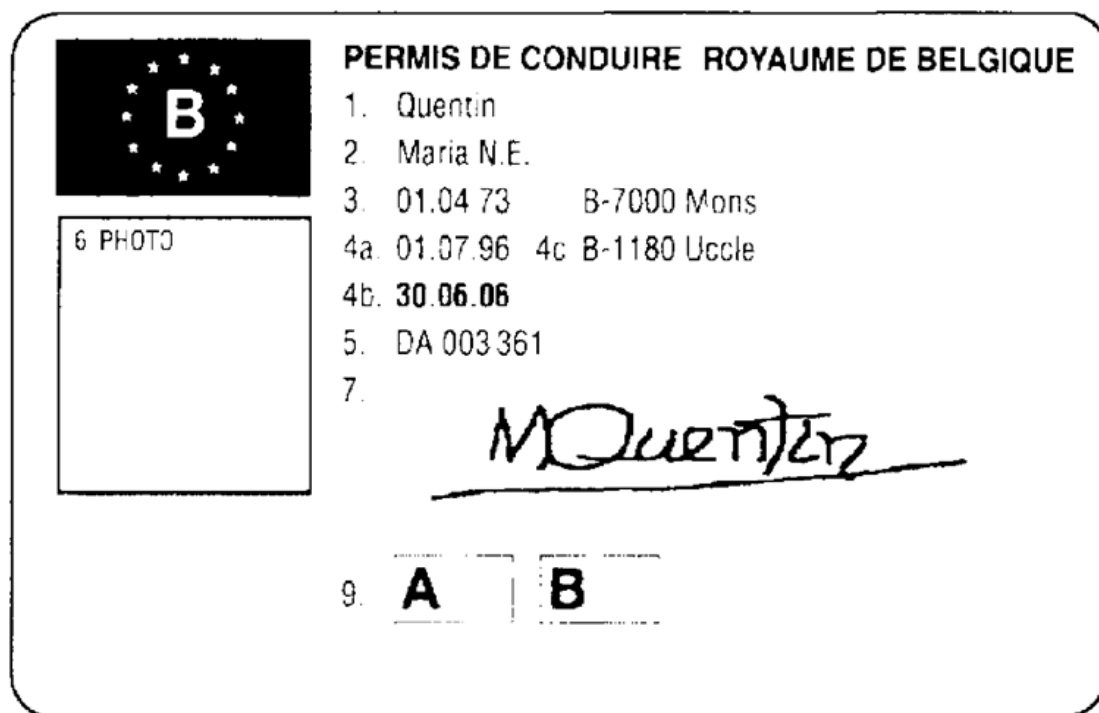 B
PERMIS DE CONDUIRE ROYAUME DE BELGIQUE
1. Quentin
2. Maria N.E.
3. 01.04 73 B-7000 Mons
4a. 01.07.96 4c B-1180 Uccle
4b. 30.06.06
5. DA 003 361
6 PHOTO
7.
MQuentin
9. A B